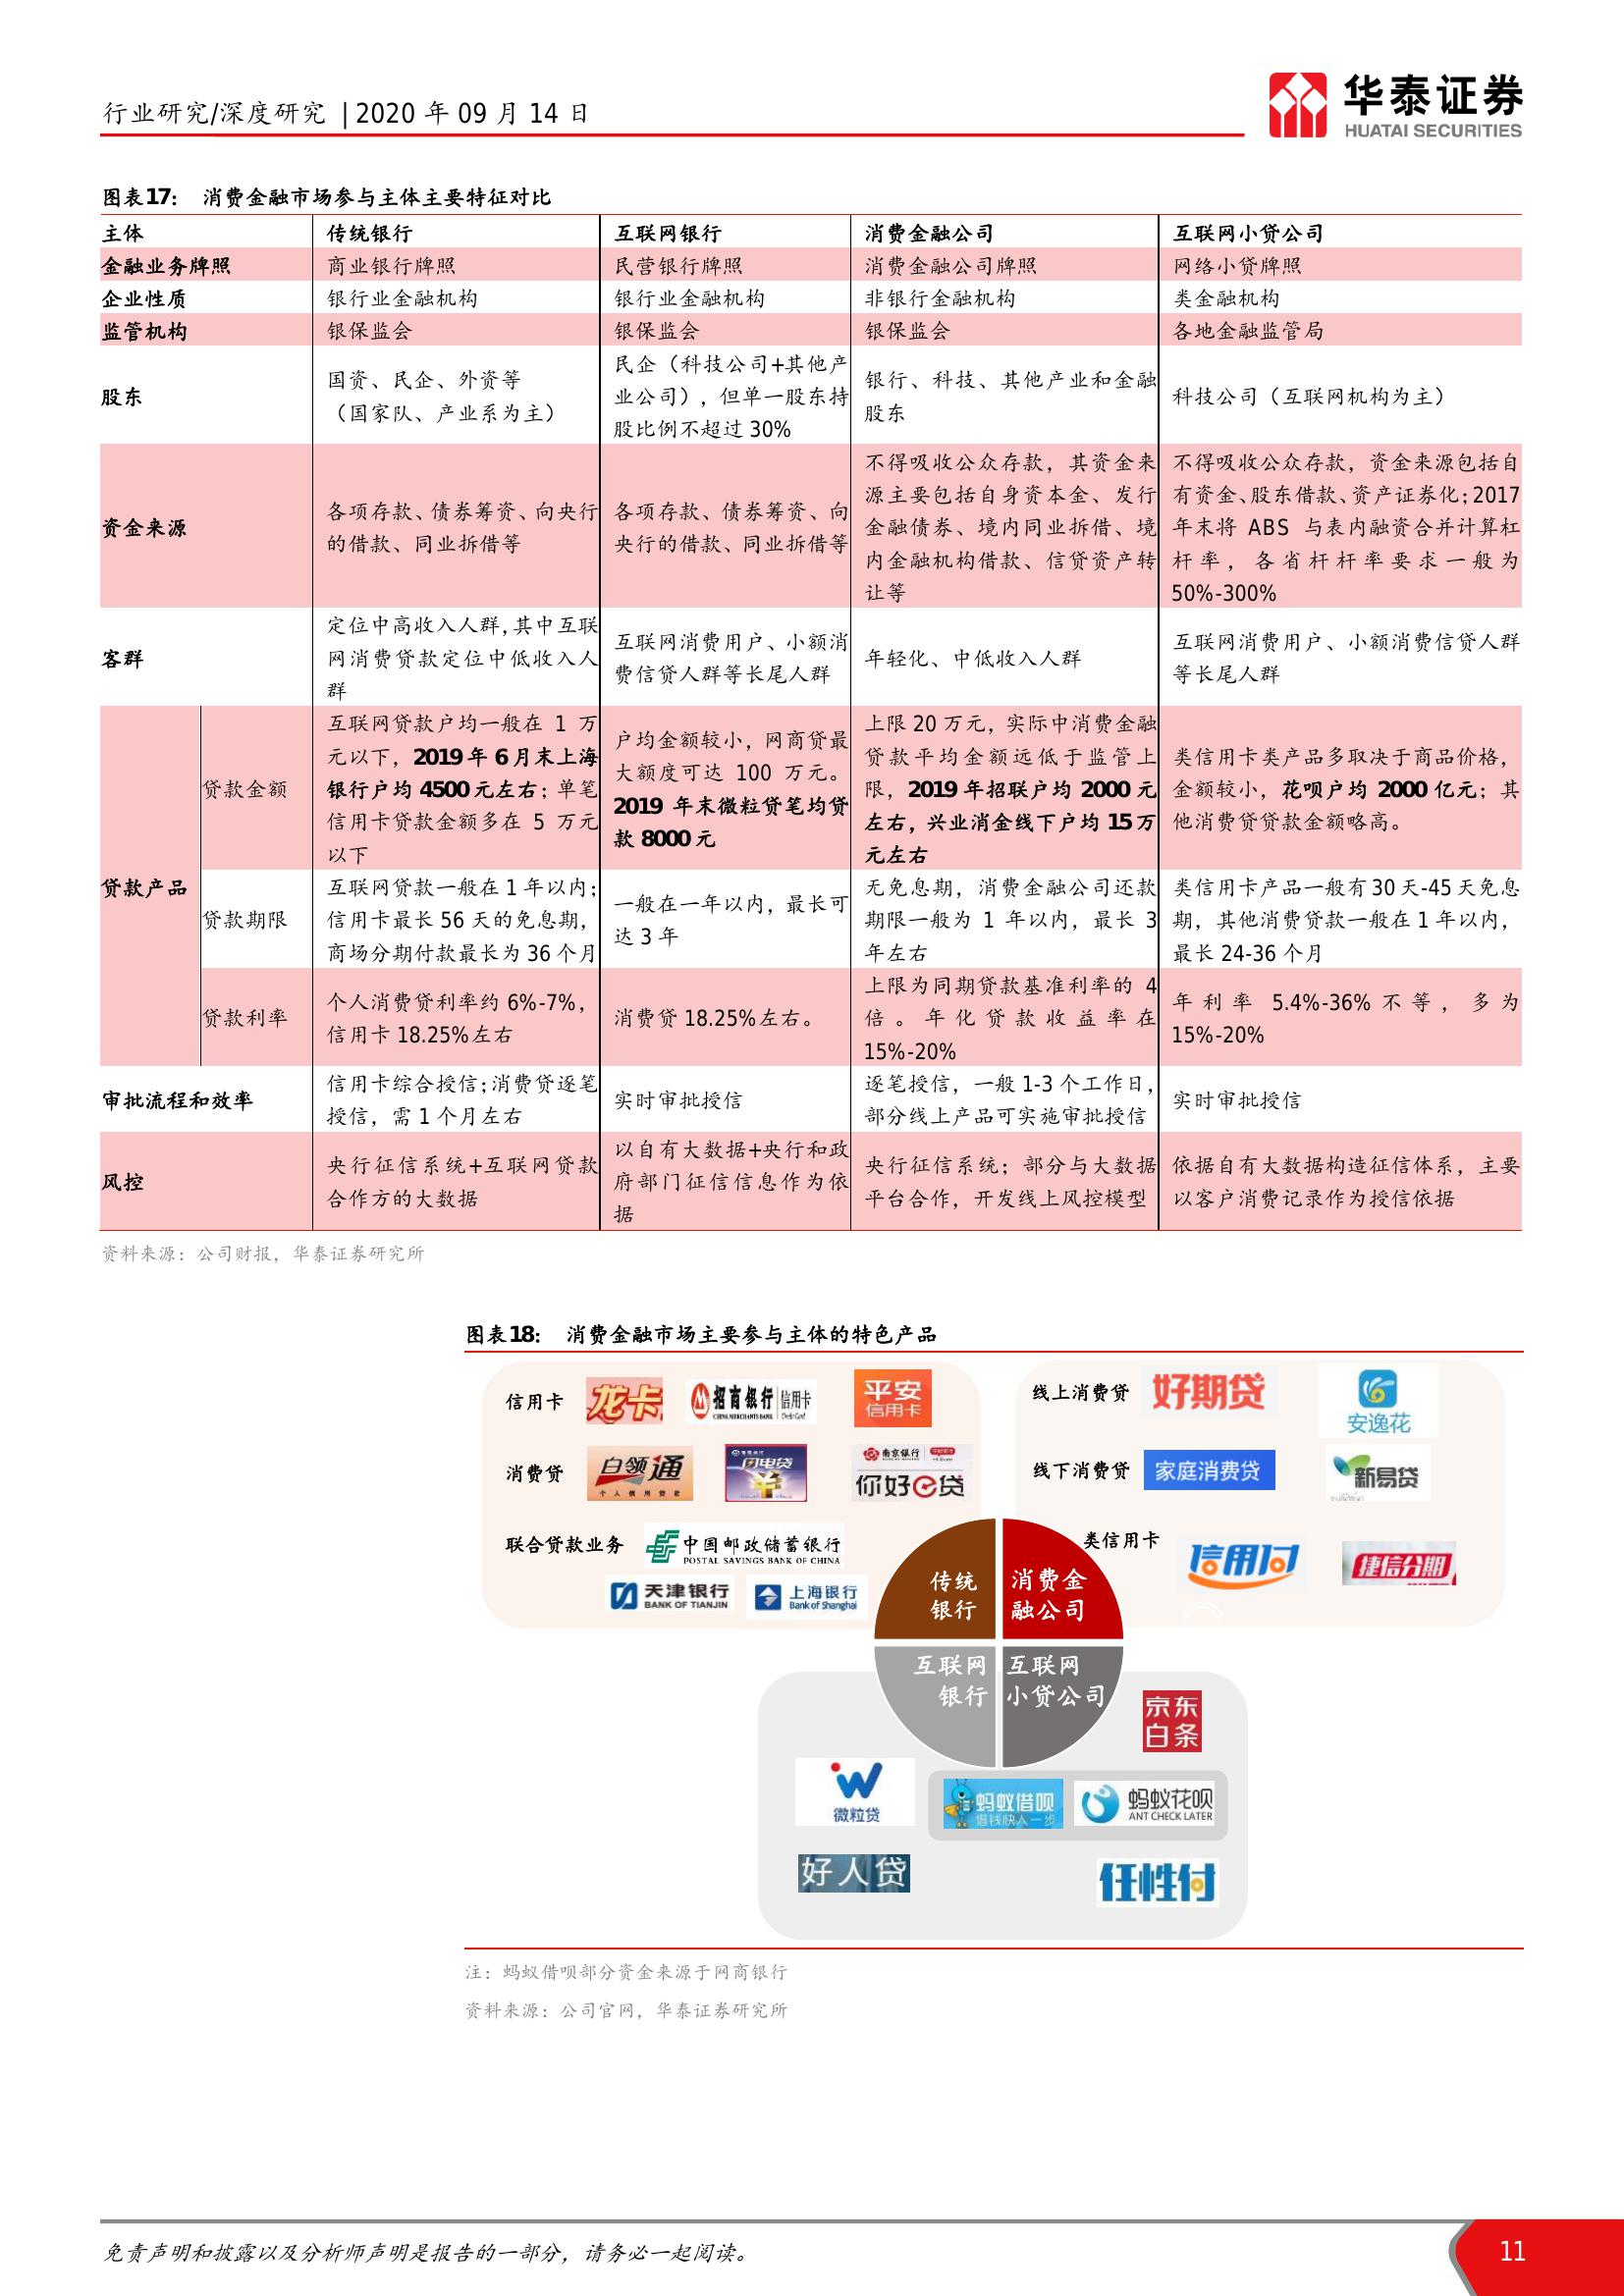 行业研究/深度研究 | 2020 年 09 月 14 日
华泰证券
HUATAI SECURITIES
图表17： 消费金融市场参与主体主要特征对比
主体 传统银行 互联网银行 消费金融公司 互联网小贷公司
金融业务牌照 商业银行牌照 民营银行牌照 消费金融公司牌照 网络小贷牌照
企业性质 银行业金融机构 银行业金融机构 非银行金融机构 类金融机构
监管机构 银保监会 银保监会 银保监会 各地金融监管局
股东
国资、民企、外资等
（国家队、产业系为主）
民企（科技公司+其他产
业公司），但单一股东持
股比例不超过 30%
银行、科技、其他产业和金融
股东
科技公司（互联网机构为主）
资金来源
各项存款、债券筹资、向央行
的借款、同业拆借等
各项存款、债券筹资、向
央行的借款、同业拆借等
不得吸收公众存款，其资金来
源主要包括自身资本金、发行
金融债券、境内同业拆借、境
内金融机构借款、信贷资产转
让等
不得吸收公众存款，资金来源包括自
有资金、股东借款、资产证券化；2017
年末将 ABS 与表内融资合并计算杠
杆率，各省杆杆率要求一般为
50%-300%
客群
定位中高收入人群，其中互联
网消费贷款定位中低收入人
群
互联网消费用户、小额消
费信贷人群等长尾人群
年轻化、中低收入人群
互联网消费用户、小额消费信贷人群
等长尾人群
贷款产品
贷款金额
互联网贷款户均一般在 1 万
元以下，2019 年 6 月末上海
银行户均 4500 元左右；单笔
信用卡贷款金额多在 5 万元
以下
户均金额较小，网商贷最
大额度可达 100 万元。
2019 年末微粒贷笔均贷
款 8000 元
上限 20 万元，实际中消费金融
贷款平均金额远低于监管上
限，2019 年招联户均 2000 元
左右，兴业消金线下户均 15 万
元左右
类信用卡类产品多取决于商品价格，
金额较小，花呗户均 2000 亿元；其
他消费贷贷款金额略高。
贷款期限
互联网贷款一般在 1 年以内；
信用卡最长 56 天的免息期，
商场分期付款最长为 36 个月
一般在一年以内，最长可
达 3 年
无免息期，消费金融公司还款
期限一般为 1 年以内，最长 3
年左右
类信用卡产品一般有 30 天-45 天免息
期，其他消费贷款一般在 1 年以内，
最长 24-36 个月
贷款利率
个人消费贷利率约 6%-7%，
信用卡 18.25%左右
消费贷 18.25%左右。
上限为同期贷款基准利率的 4
倍。年化贷款收益率在
15%-20%
年利率 5.4%-36%不等，多为
15%-20%
审批流程和效率
信用卡综合授信；消费贷逐笔
授信，需 1 个月左右
实时审批授信
逐笔授信，一般 1-3 个工作日，
部分线上产品可实施审批授信
实时审批授信
风控
央行征信系统+互联网贷款
合作方的大数据
以自有大数据+央行和政
府部门征信信息作为依
据
央行征信系统；部分与大数据
平台合作，开发线上风控模型
依据自有大数据构造征信体系，主要
以客户消费记录作为授信依据
资料来源：公司财报，华泰证券研究所
图表18： 消费金融市场主要参与主体的特色产品
信用卡
龙卡
招商银行
CHINA MERCHANTS BANK
信用卡
平安
信用卡
消费贷
白领通
个人信用贷款
闪电贷
南京银行
你好e贷
联合贷款业务
中国邮政储蓄银行
POSTAL SAVINGS BANK OF CHINA
天津银行
BANK OF TIANJIN
上海银行
Bank of Shanghai
线上消费贷
好期贷
安逸花
线下消费贷
家庭消费贷
新易贷
类信用卡
信用付
捷信分期
传统
银行
消费金
融公司
互联网
银行
互联网
小贷公司
京东
白条
微粒贷
蚂蚁借呗
借钱快人一步
蚂蚁花呗
ANT CHECK LATER
好人贷
任性付
注：蚂蚁借呗部分资金来源于网商银行
资料来源：公司官网，华泰证券研究所
免责声明和披露以及分析师声明是报告的一部分，请务必一起阅读。
11